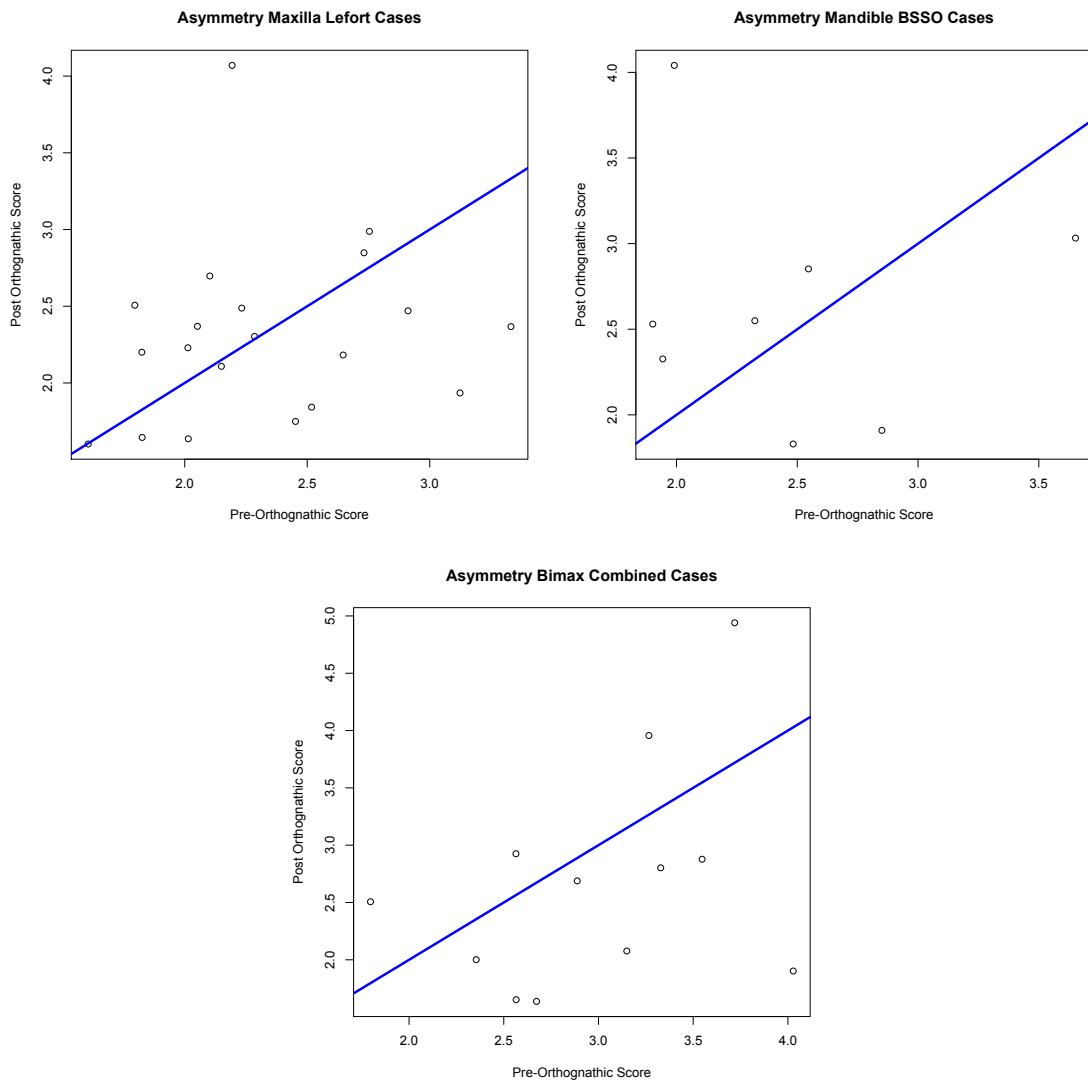 Asymmetry Maxilla Lefort Cases
Post Orthognathic Score
4.0
3.5
3.0
2.5
2.0
2.0 2.5 3.0
Pre-Orthognathic Score
Asymmetry Mandible BSSO Cases
Post Orthognathic Score
4.0
3.5
3.0
2.5
2.0
2.0 2.5 3.0 3.5
Pre-Orthognathic Score
Asymmetry Bimax Combined Cases
Post Orthognathic Score
5.0
4.5
4.0
3.5
3.0
2.5
2.0
2.0 2.5 3.0 3.5 4.0
Pre-Orthognathic Score